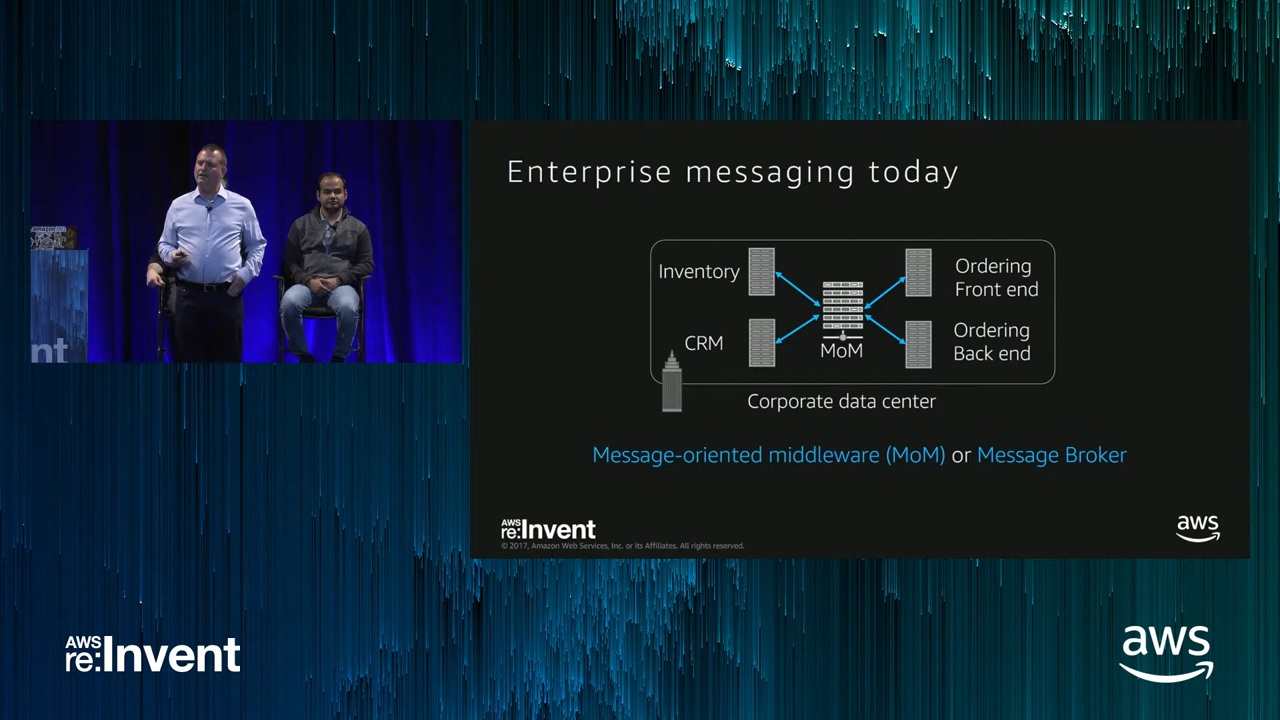 Enterprise messaging today
Inventory
CRM
MoM
Ordering
Front end
Ordering
Back end
Corporate data center
Message-oriented middleware (MoM) or Message Broker
AWS
re:Invent
© 2017, Amazon Web Services, Inc. or its Affiliates. All rights reserved.
aws
nt
AWS
re:Invent
aws